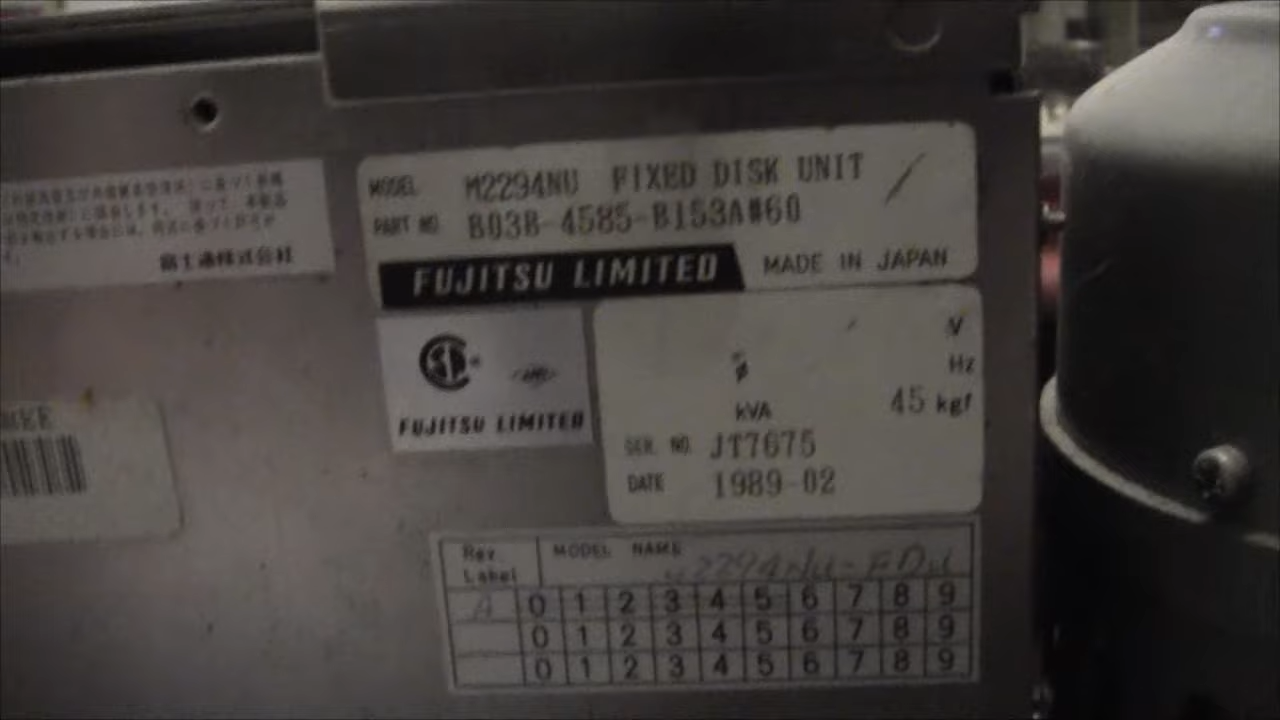 MODEL M2294NU FIXED DISK UNIT
PART NO B03B-4585-B153A#60
FUJITSU LIMITED MADE IN JAPAN
富士通株式会社
V
Hz
kVA 45 kgf
FUJITSU LIMITED
SER. NO. JT7675
DATE 1989-02
Rev. Label MODEL NAME
M2294NU-FDU
A 0 1 2 3 4 5 6 7 8 9
0 1 2 3 4 5 6 7 8 9
0 1 2 3 4 5 6 7 8 9